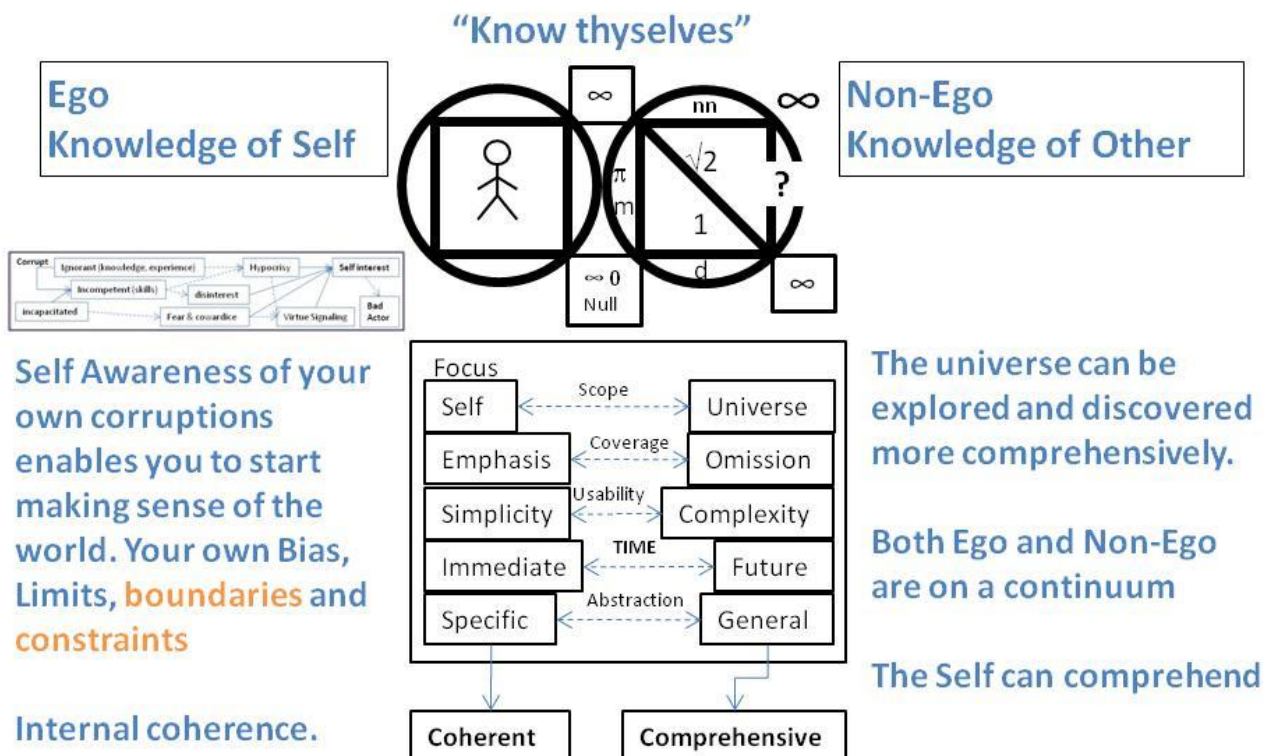 “Know thyselves”
Ego
Knowledge of Self
∞
nn
∞
Non-Ego
Knowledge of Other
π
m
√2
1
?
d
∞ 0
Null
∞
Corrupt
Ignorant (knowledge, experience)
Hypocrisy
Self interest
Incompetent (skills)
disinterest
incapacitated
Fear & cowardice
Virtue Signaling
Bad
Actor
Self Awareness of your
own corruptions
enables you to start
making sense of the
world. Your own Bias,
Limits, boundaries and
constraints
Internal coherence.
Focus
Self
Scope
Universe
Emphasis
Coverage
Omission
Simplicity
Usability
Complexity
Immediate
TIME
Future
Specific
Abstraction
General
Coherent
Comprehensive
The universe can be
explored and discovered
more comprehensively.
Both Ego and Non-Ego
are on a continuum
The Self can comprehend